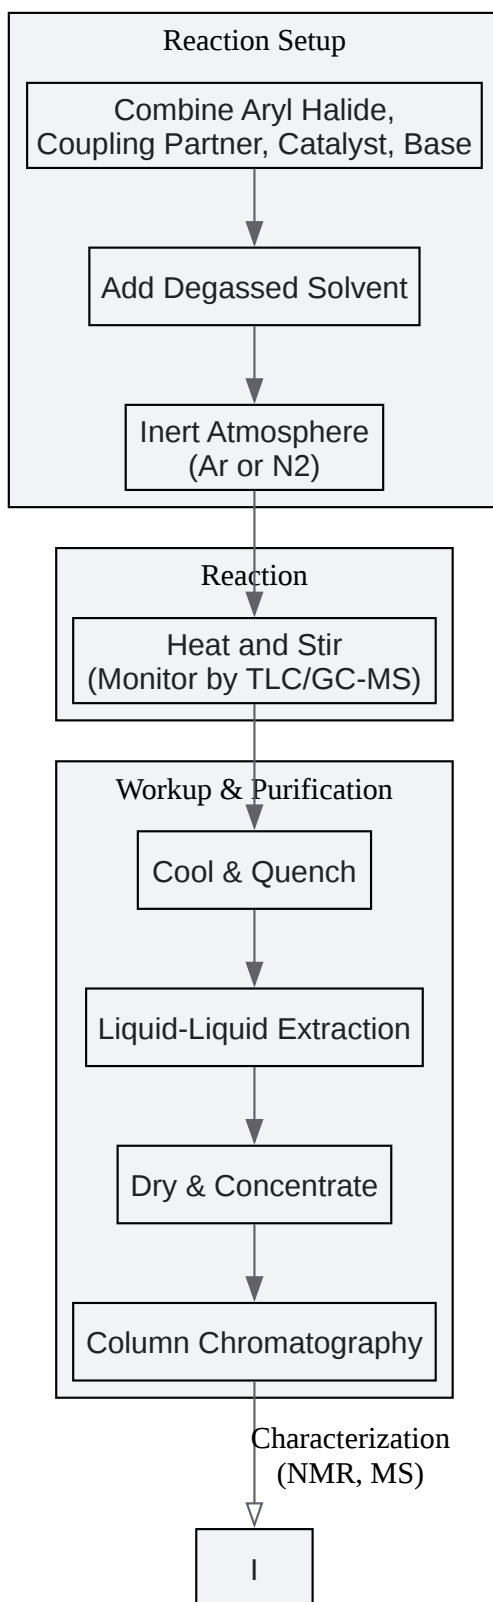 Reaction Setup
Combine Aryl Halide,
Coupling Partner, Catalyst, Base
Add Degassed Solvent
Inert Atmosphere
(Ar or N2)
Reaction
Heat and Stir
(Monitor by TLC/GC-MS)
Workup & Purification
Cool & Quench
Liquid-Liquid Extraction
Dry & Concentrate
Column Chromatography
Characterization
(NMR, MS)
I